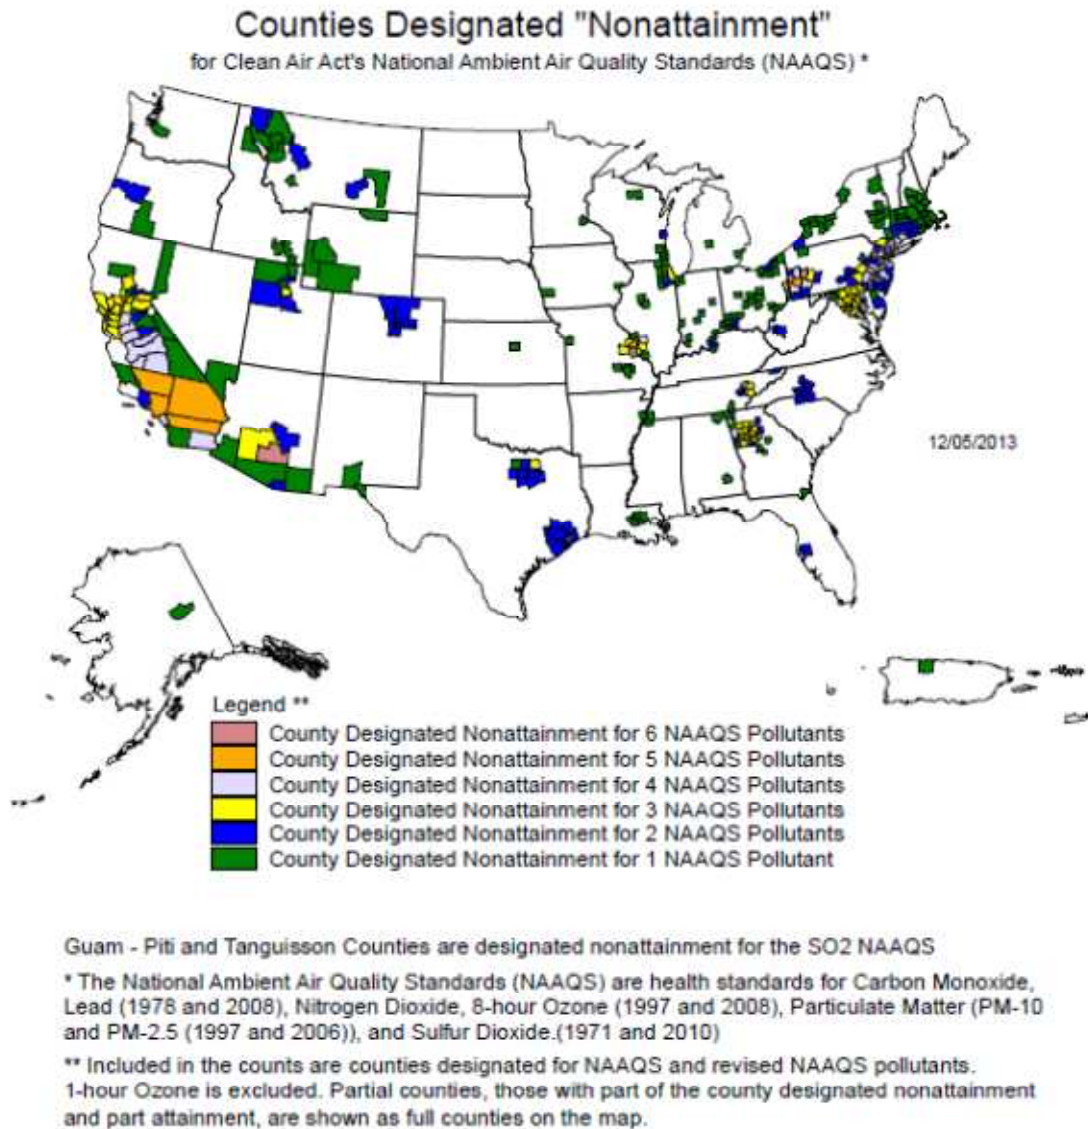 Counties Designated "Nonattainment"
for Clean Air Act's National Ambient Air Quality Standards (NAAQS) *
12/05/2013
Legend **
County Designated Nonattainment for 6 NAAQS Pollutants
County Designated Nonattainment for 5 NAAQS Pollutants
County Designated Nonattainment for 4 NAAQS Pollutants
County Designated Nonattainment for 3 NAAQS Pollutants
County Designated Nonattainment for 2 NAAQS Pollutants
County Designated Nonattainment for 1 NAAQS Pollutant
Guam - Piti and Tanguisson Counties are designated nonattainment for the SO2 NAAQS
* The National Ambient Air Quality Standards (NAAQS) are health standards for Carbon Monoxide,
Lead (1978 and 2008), Nitrogen Dioxide, 8-hour Ozone (1997 and 2008), Particulate Matter (PM-10
and PM-2.5 (1997 and 2006)), and Sulfur Dioxide.(1971 and 2010)
** Included in the counts are counties designated for NAAQS and revised NAAQS pollutants.
1-hour Ozone is excluded. Partial counties, those with part of the county designated nonattainment
and part attainment, are shown as full counties on the map.